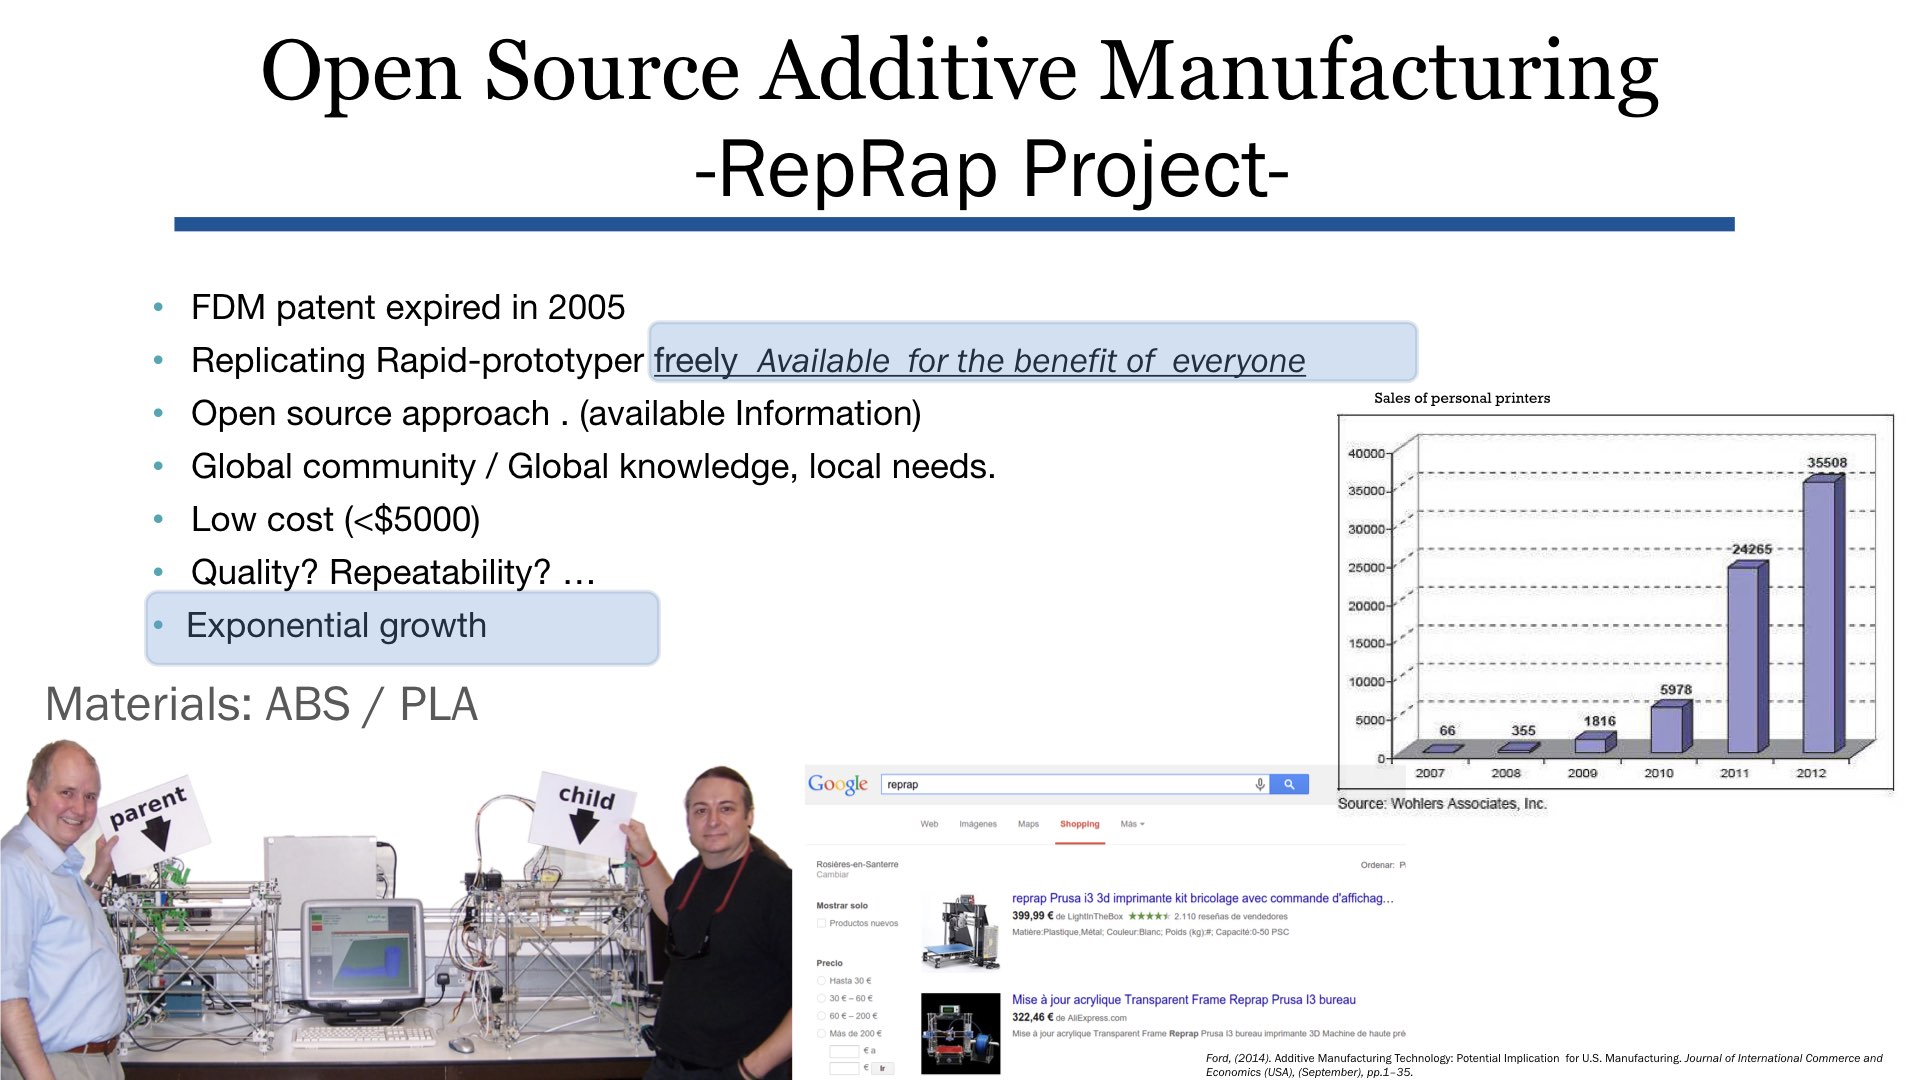 Open Source Additive Manufacturing
-RepRap Project-
• FDM patent expired in 2005
• Replicating Rapid-prototyper freely Available for the benefit of everyone
• Open source approach . (available Information)
• Global community / Global knowledge, local needs.
• Low cost (<$5000)
• Quality? Repeatability? …
• Exponential growth
Materials: ABS / PLA
parent
child
Sales of personal printers
40000
35000
30000
25000
20000
15000
10000
5000
0
66
355
1816
5978
24265
35508
2007 2008 2009 2010 2011 2012
Source: Wohlers Associates, Inc.
Google reprap
Web Imágenes Maps Shopping Más
Rosières-en-Santerre
Cambiar
Ordenar: P
Mostrar solo
Productos nuevos
Precio
Hasta 30 €
30 € – 60 €
60 € – 200 €
Más de 200 €
€ a
€ Ir
reprap Prusa i3 3d imprimante kit bricolage avec commande d'affichag...
399,99 € de LightInTheBox 2.110 reseñas de vendedores
Matière:Plastique,Métal; Couleur:Blanc; Poids (kg):#; Capacité:0-50 PSC
Mise à jour acrylique Transparent Frame Reprap Prusa I3 bureau
322,46 € de AliExpress.com
Mise à jour acrylique Transparent Frame Reprap Prusa I3 bureau imprimante 3D Machine de haute pré
Ford, (2014). Additive Manufacturing Technology: Potential Implication for U.S. Manufacturing. Journal of International Commerce and
Economics (USA), (September), pp.1–35.